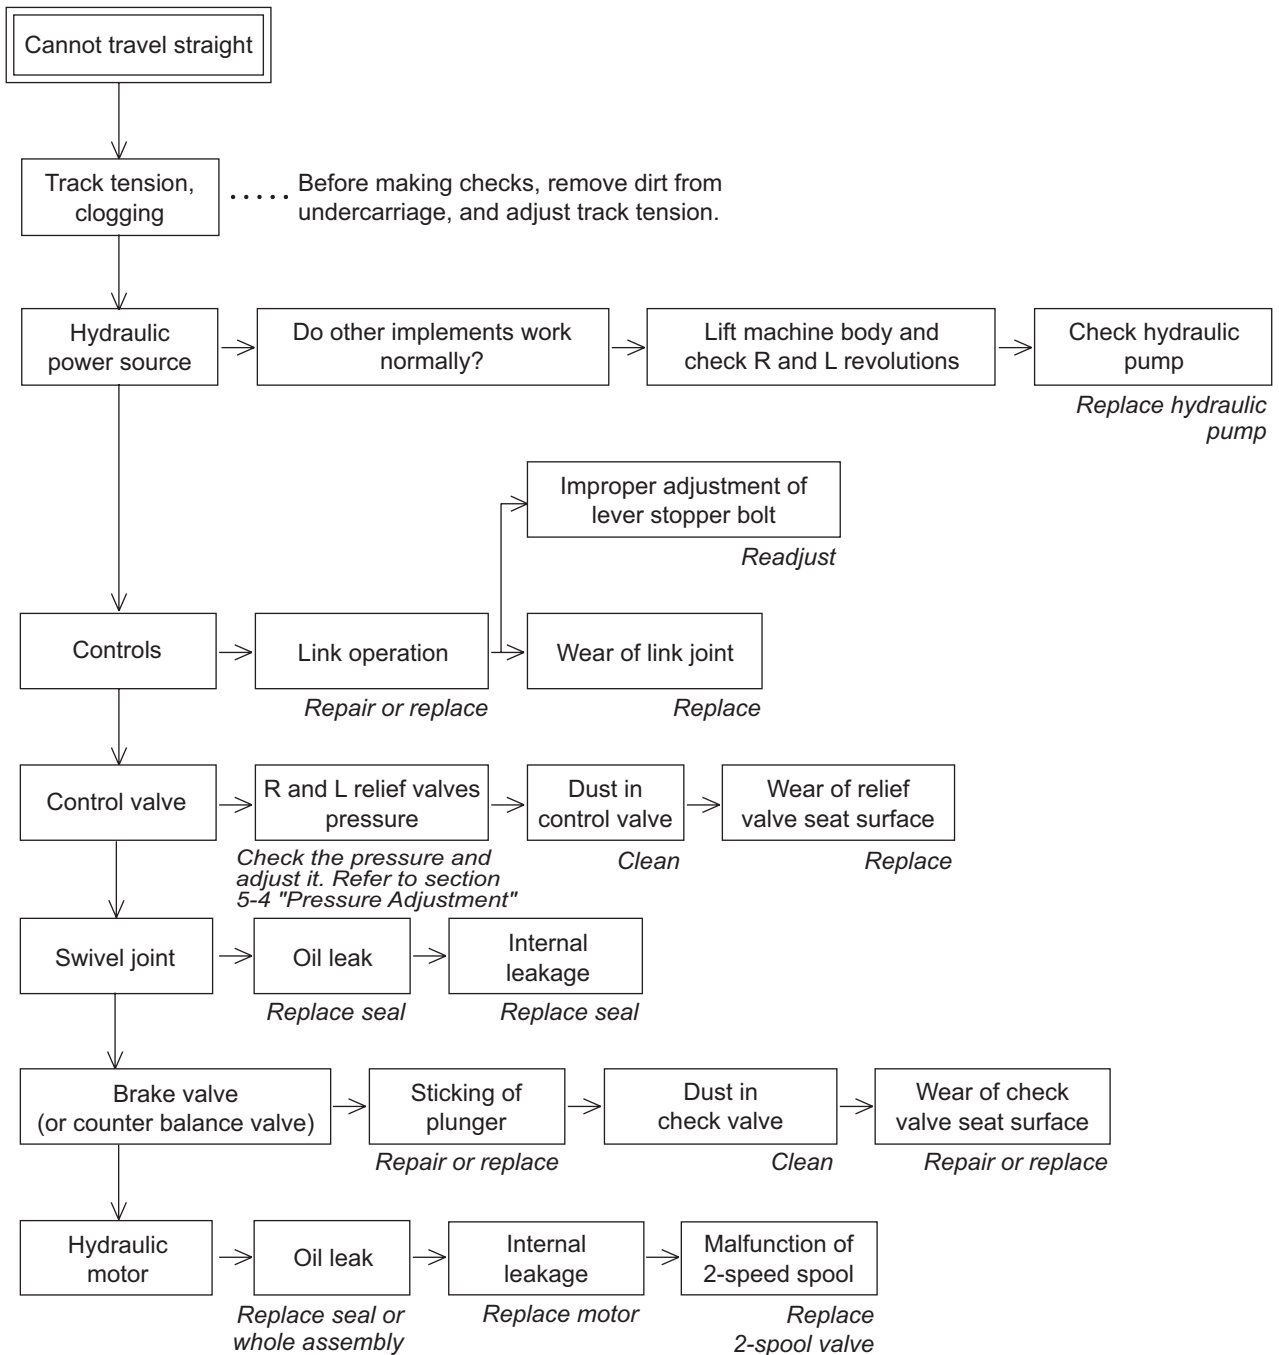 Cannot travel straight
Track tension,
clogging
..... Before making checks, remove dirt from
undercarriage, and adjust track tension.
Hydraulic
power source
Do other implements work
normally?
Lift machine body and
check R and L revolutions
Check hydraulic
pump
Replace hydraulic
pump
Improper adjustment of
lever stopper bolt
Readjust
Controls
Link operation
Repair or replace
Wear of link joint
Replace
Control valve
R and L relief valves
pressure
Check the pressure and
adjust it. Refer to section
5-4 "Pressure Adjustment"
Dust in
control valve
Clean
Wear of relief
valve seat surface
Replace
Swivel joint
Oil leak
Replace seal
Internal
leakage
Replace seal
Brake valve
(or counter balance valve)
Sticking of
plunger
Repair or replace
Dust in
check valve
Clean
Wear of check
valve seat surface
Repair or replace
Hydraulic
motor
Oil leak
Replace seal or
whole assembly
Internal
leakage
Replace motor
Malfunction of
2-speed spool
Replace
2-spool valve